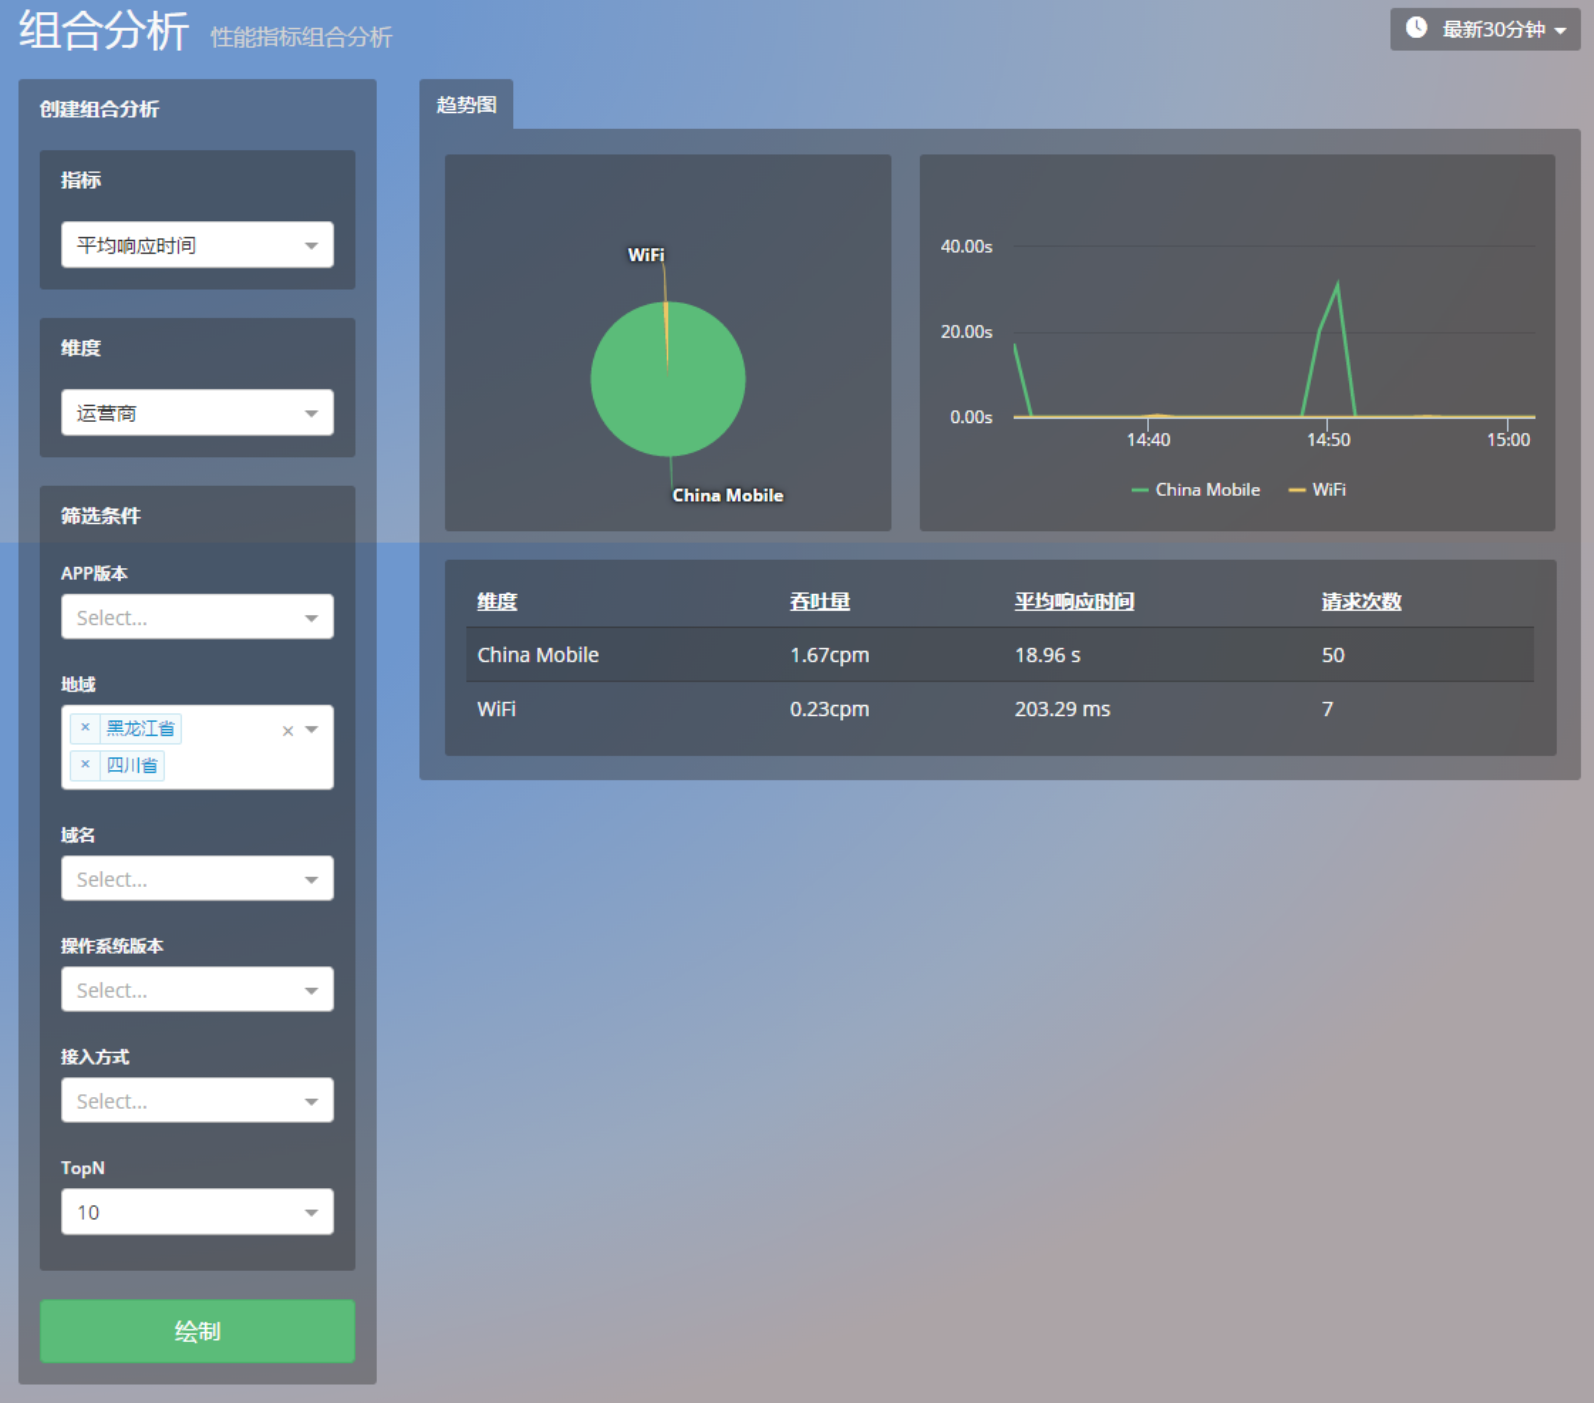 组合分析 性能指标组合分析
最新30分钟
创建组合分析
指标
平均响应时间
维度
运营商
筛选条件
APP版本
Select...
地域
× 黑龙江省 ×
× 四川省
域名
Select...
操作系统版本
Select...
接入方式
Select...
TopN
10
绘制
趋势图
WiFi
China Mobile
40.00s
20.00s
0.00s
14:40 14:50 15:00
China Mobile WiFi
维度 吞吐量 平均响应时间 请求次数
China Mobile 1.67cpm 18.96 s 50
WiFi 0.23cpm 203.29 ms 7